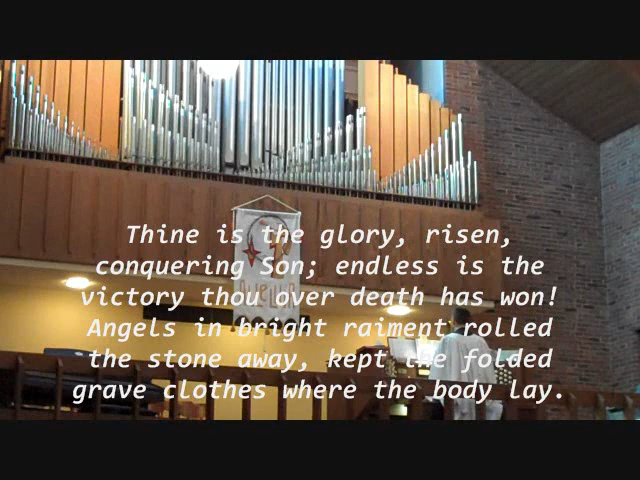 Thine is the glory, risen,
conquering Son; endless is the
victory thou over death has won!
Angels in bright raiment rolled
the stone away, kept the folded
grave clothes where the body lay.